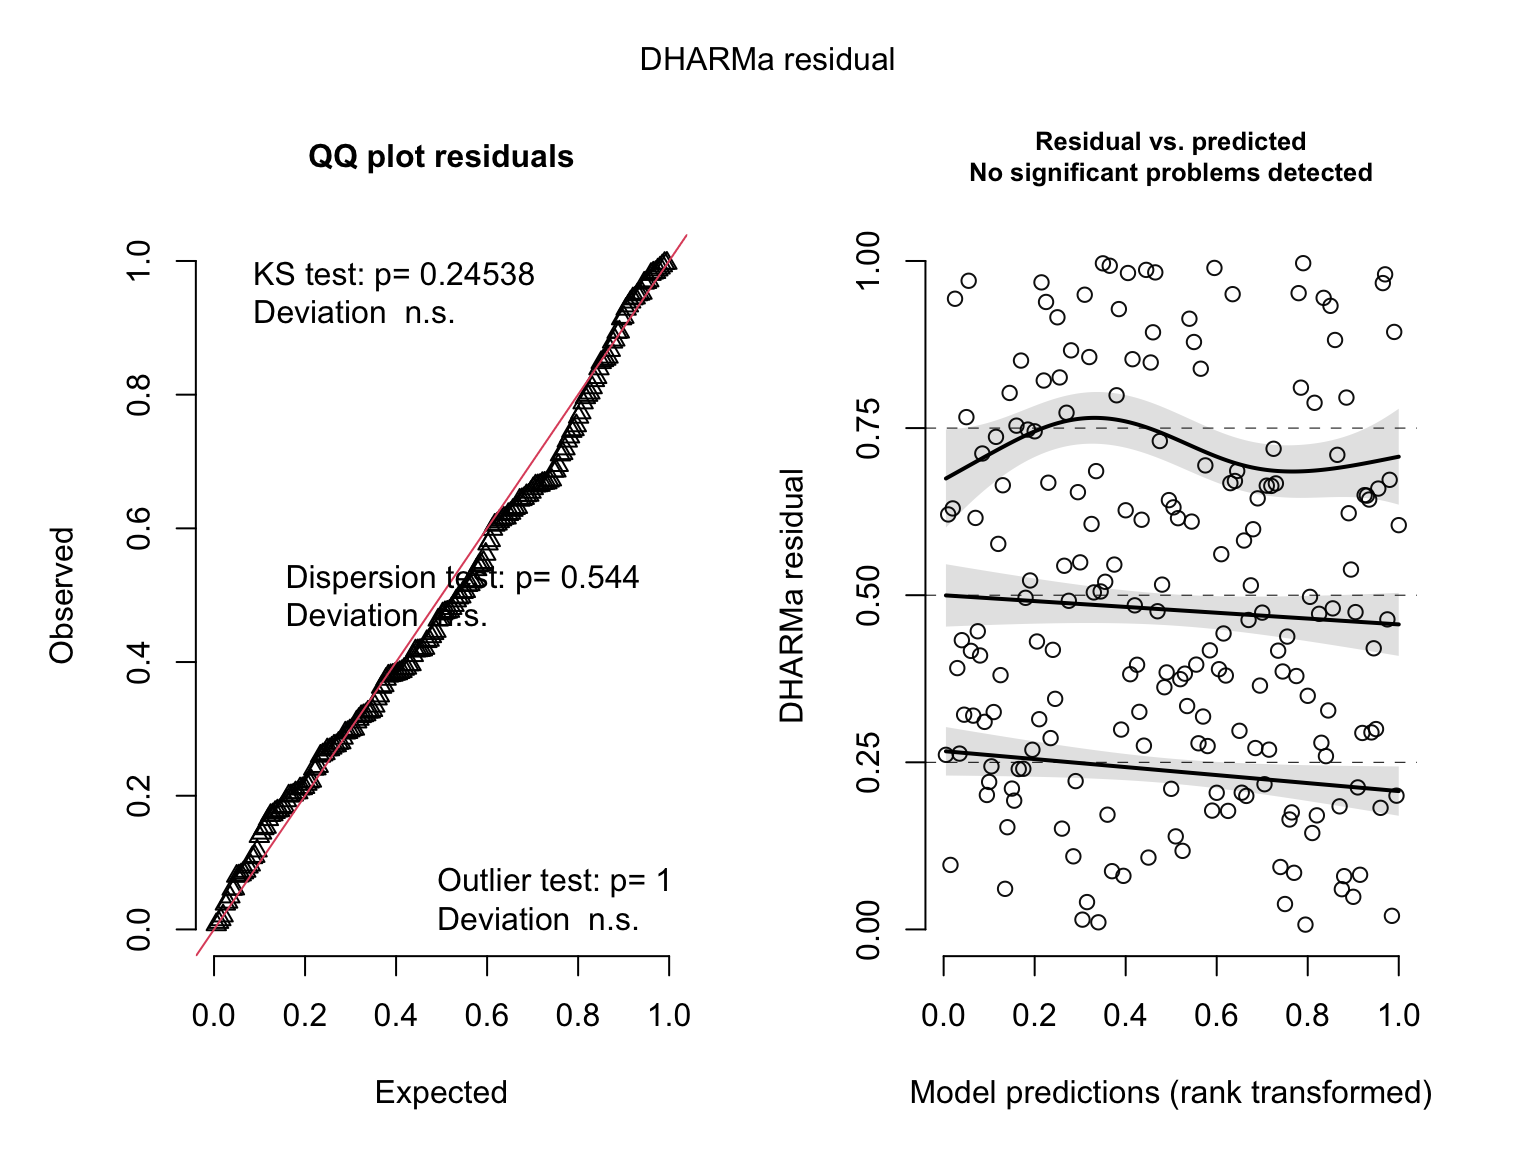 DHARMa residual
QQ plot residuals
KS test: p= 0.24538
Deviation  n.s.
Dispersion test: p= 0.544
Deviation  n.s.
Outlier test: p= 1
Deviation  n.s.
Observed
0.0 0.2 0.4 0.6 0.8 1.0
0.0 0.2 0.4 0.6 0.8 1.0
Expected
Residual vs. predicted
No significant problems detected
DHARMa residual
0.00 0.25 0.50 0.75 1.00
0.0 0.2 0.4 0.6 0.8 1.0
Model predictions (rank transformed)